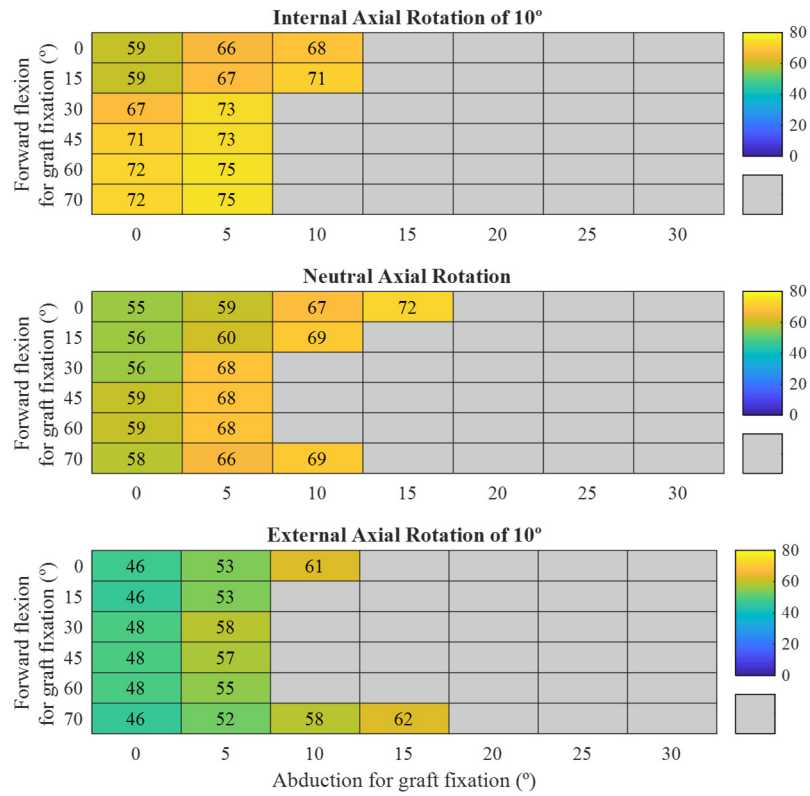 Internal Axial Rotation of 10º
Forward flexion
for graft fixation (º)
0 59 66 68
15 59 67 71
30 67 73
45 71 73
60 72 75
70 72 75
0 5 10 15 20 25 30
80
60
40
20
0
Neutral Axial Rotation
Forward flexion
for graft fixation (º)
0 55 59 67 72
15 56 60 69
30 56 68
45 59 68
60 59 68
70 58 66 69
0 5 10 15 20 25 30
80
60
40
20
0
External Axial Rotation of 10º
Forward flexion
for graft fixation (º)
0 46 53 61
15 46 53
30 48 58
45 48 57
60 48 55
70 46 52 58 62
0 5 10 15 20 25 30
80
60
40
20
0
Abduction for graft fixation (º)